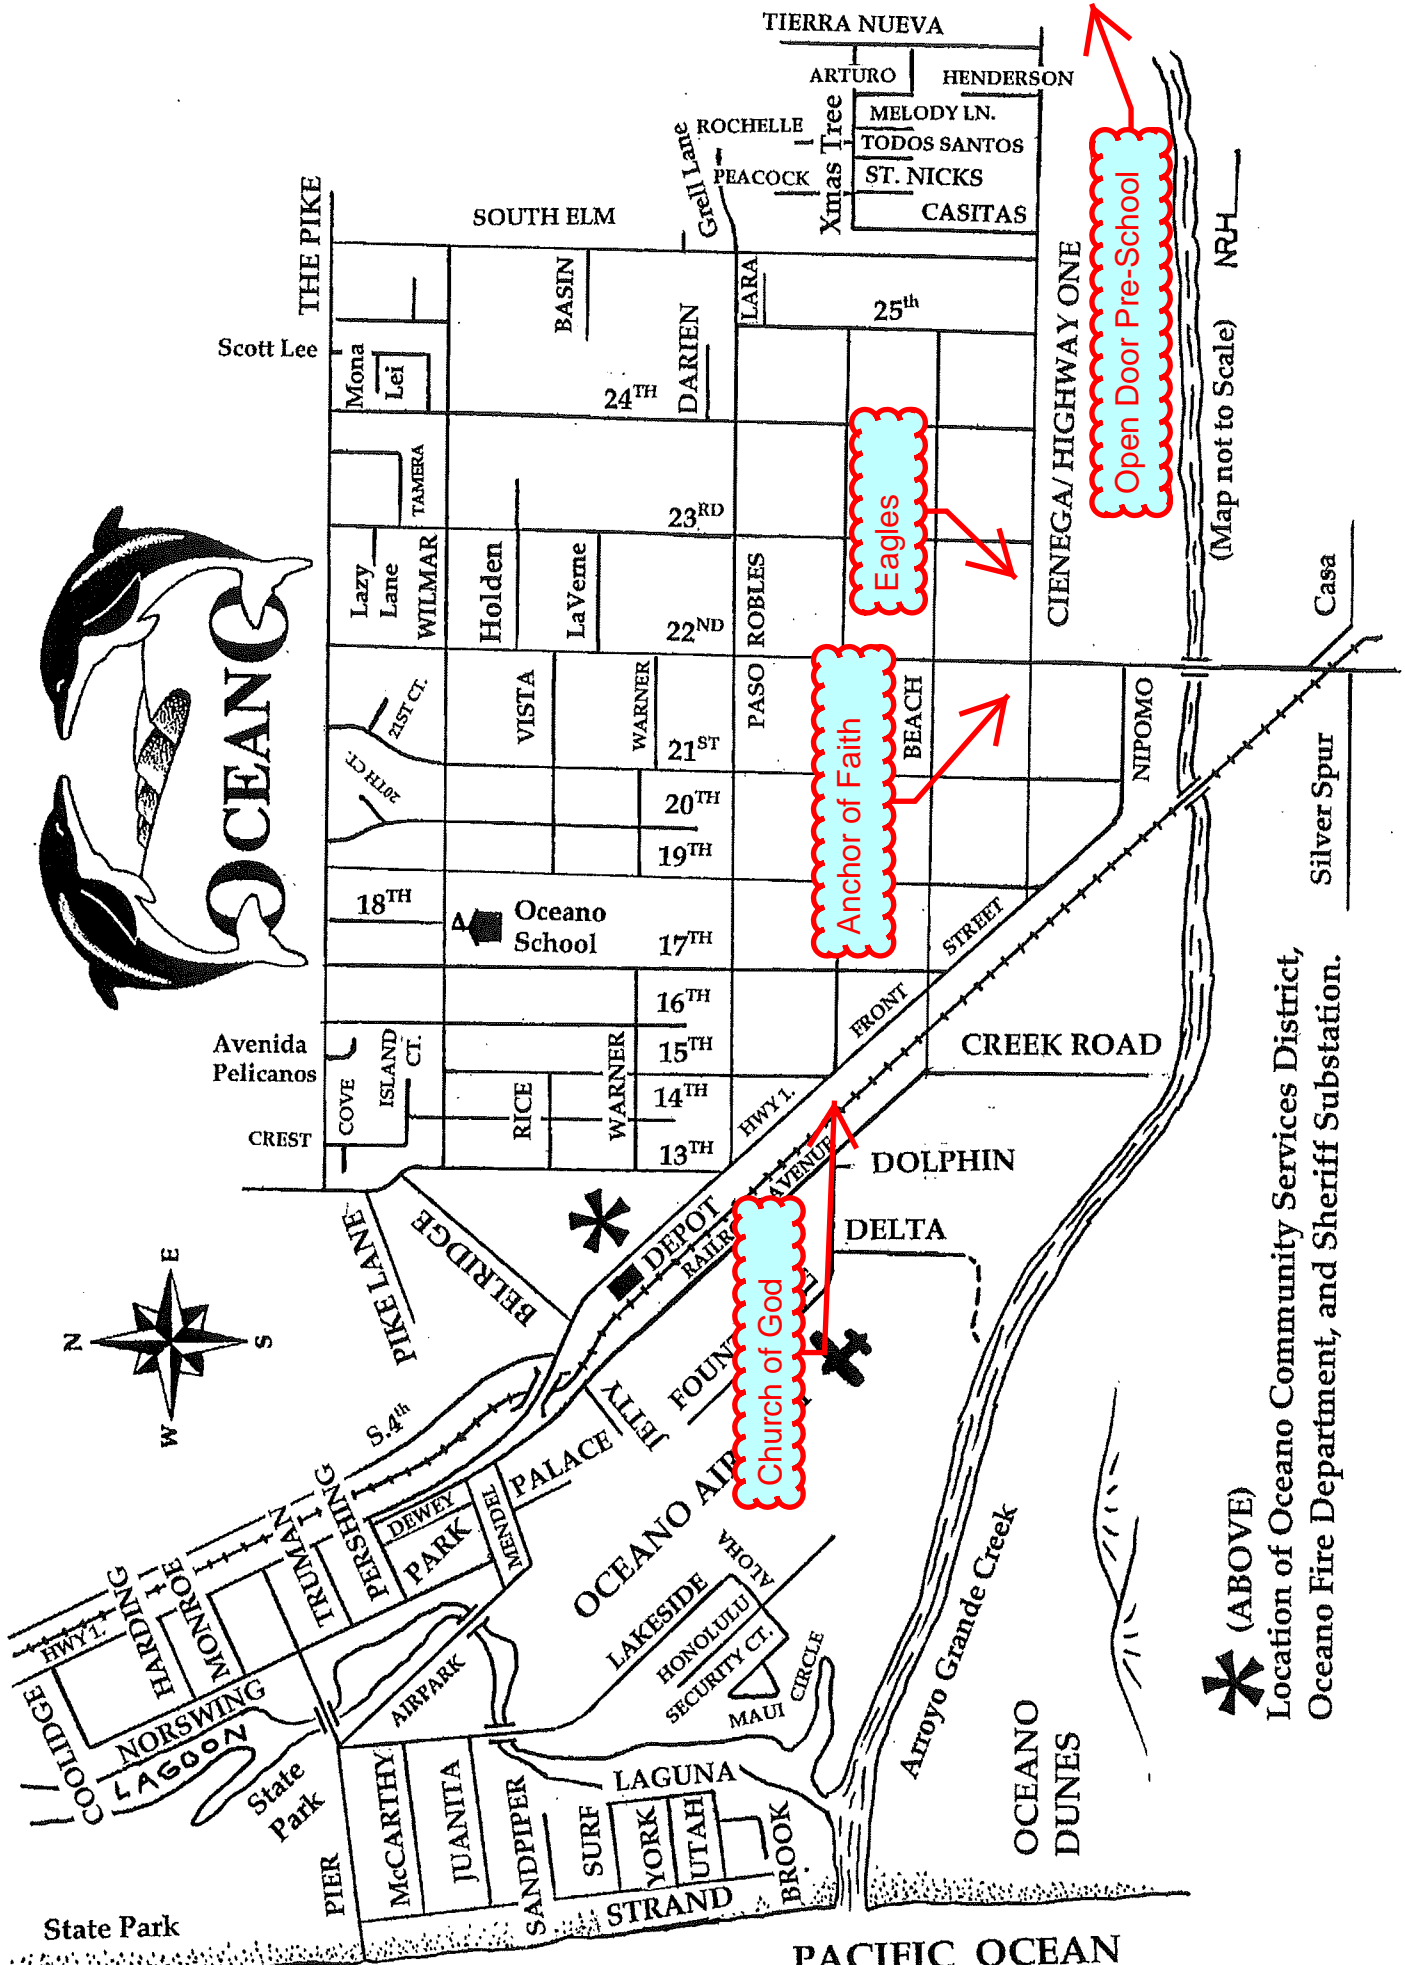 TIERRA NUEVA
ARTURO
HENDERSON
MELODY LN.
ROCHELLE
TODOS SANTOS
PEACOCK
ST. NICKS
CASITAS
Xmas Tree
Grell Lane
SOUTH ELM
THE PIKE
BASIN
LARA
25th
DARIEN
Scott Lee
Mona
Lei
24TH
CIENEGA/ HIGHWAY ONE
Open Door Pre-School
NRH
(Map not to Scale)
TAMERA
23RD
Eagles
Lazy
Lane
WILMAR
Holden
LaVerne
22ND
PASO ROBLES
OCEANO
21ST CT.
20TH CT.
VISTA
WARNER
21ST
BEACH
NIPOMO
Casa
Silver Spur
20TH
19TH
Anchor of Faith
18TH
Oceano
School
17TH
FRONT
STREET
16TH
Avenida
Pelicanos
ISLAND
CT.
15TH
CREEK ROAD
COVE
CREST
RICE
WARNER
14TH
13TH
HWY 1.
AVENUE
DOLPHIN
DELTA
PIKE LANE
BELRIDGE
DEPOT
Church of God
N
E
S
W
S.4th
JETTY
PALACE
PERSHING
DEWEY
MENDEL
PARK
TRUMAN
MONROE
HARDING
HWY 1.
COOLIDGE
NORSWING
LAGOON
State
Park
AIRPARK
OCEANO
LAKESIDE
ALOHA
HONOLULU
SECURITY CT.
MAUI
CIRCLE
Arroyo Grande Creek
PIER
McCARTHY
JUANITA
SANDPIPER
SURF
YORK
UTAH
LAGUNA
BROOK
STRAND
State Park
PACIFIC OCEAN
OCEANO
DUNES
(ABOVE)
Location of Oceano Community Services District,
Oceano Fire Department, and Sheriff Substation.